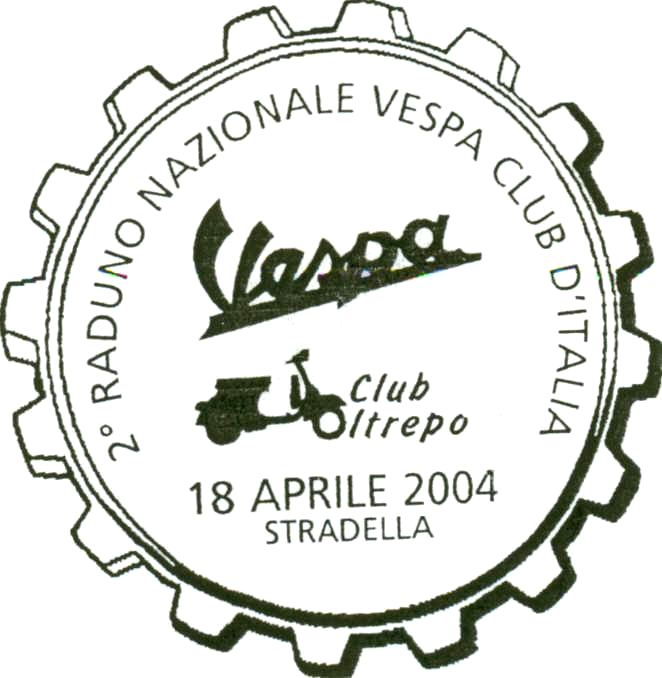 2° RADUNO NAZIONALE VESPA CLUB D'ITALIA
Vespa
Club
Oltrepo
18 APRILE 2004
STRADELLA